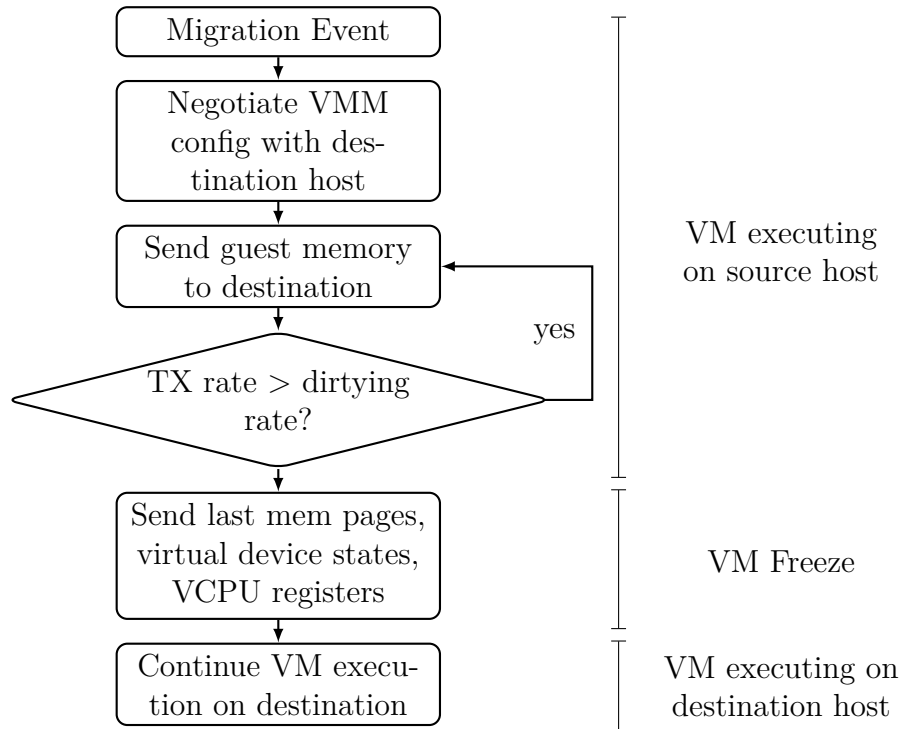 Migration Event
Negotiate VMM
config with des-
tination host
Send guest memory
to destination
yes
TX rate > dirtying
rate?
Send last mem pages,
virtual device states,
VCPU registers
Continue VM execu-
tion on destination
VM executing
on source host
VM Freeze
VM executing on
destination host